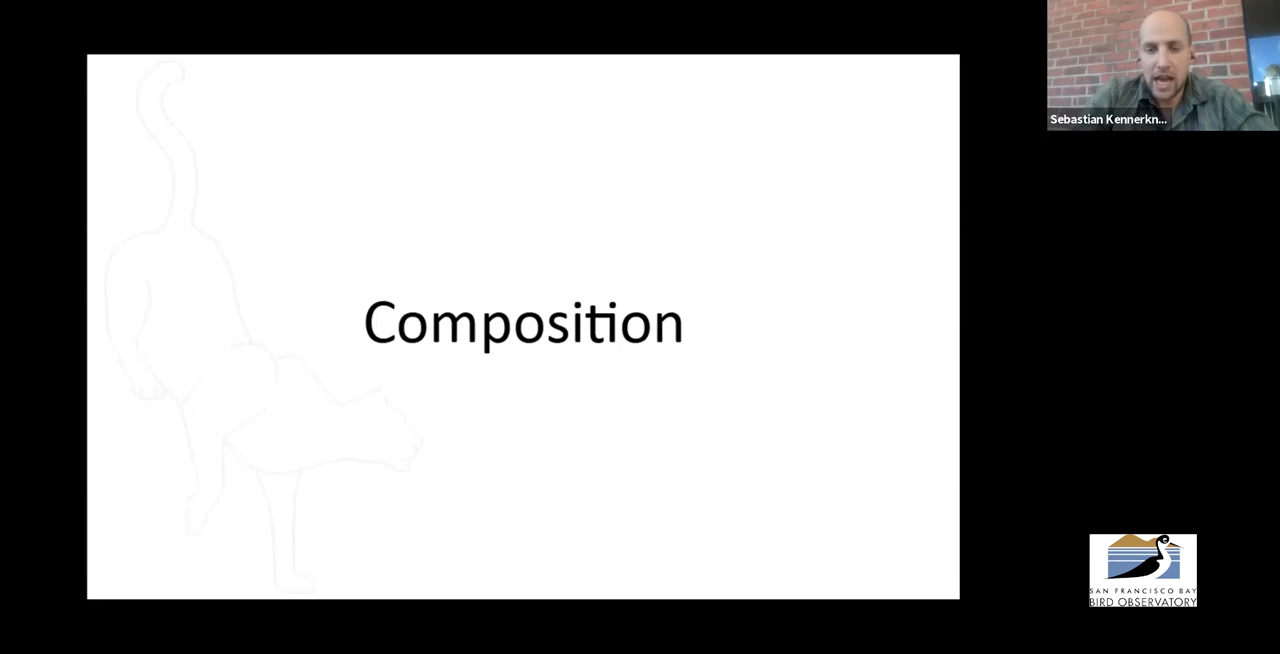 Composition
Sebastian Kennerkn...
SAN FRANCISCO BAY
BIRD OBSERVATORY